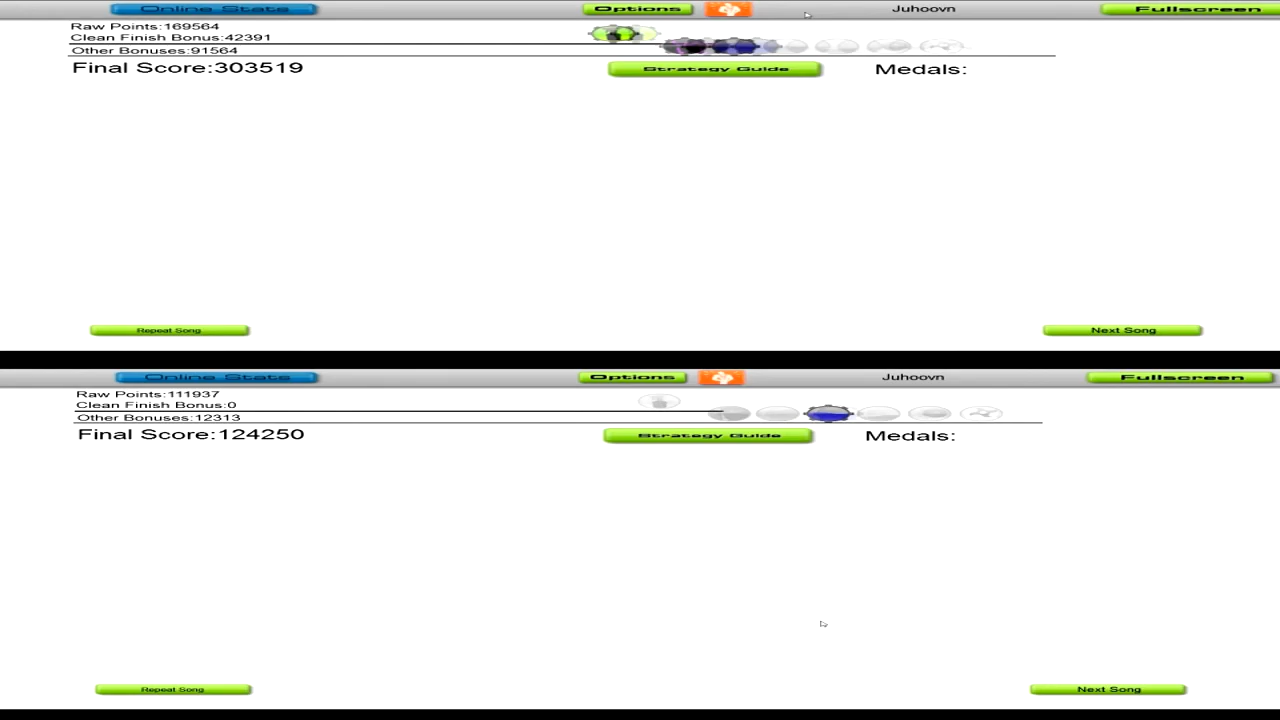 Online Stats Options Juhoovn Fullscreen
Raw Points:169564
Clean Finish Bonus:42391
Other Bonuses:91564
Final Score:303519 Strategy Guide Medals:
Repeat Song Next Song
Online Stats Options Juhoovn Fullscreen
Raw Points:111937
Clean Finish Bonus:0
Other Bonuses:12313
Final Score:124250 Strategy Guide Medals:
Repeat Song Next Song